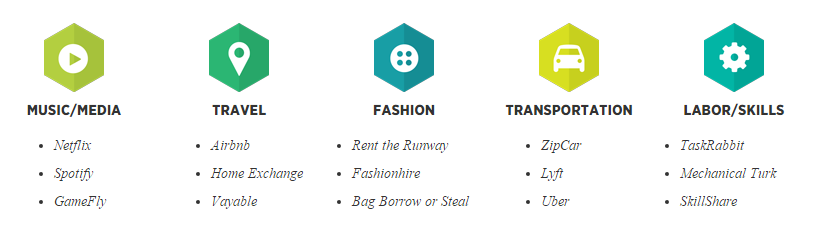 MUSIC/MEDIA
Netflix
Spotify
GameFly
TRAVEL
Airbnb
Home Exchange
Vayable
FASHION
Rent the Runway
Fashionhire
Bag Borrow or Steal
TRANSPORTATION
ZipCar
Lyft
Uber
LABOR/SKILLS
TaskRabbit
Mechanical Turk
SkillShare